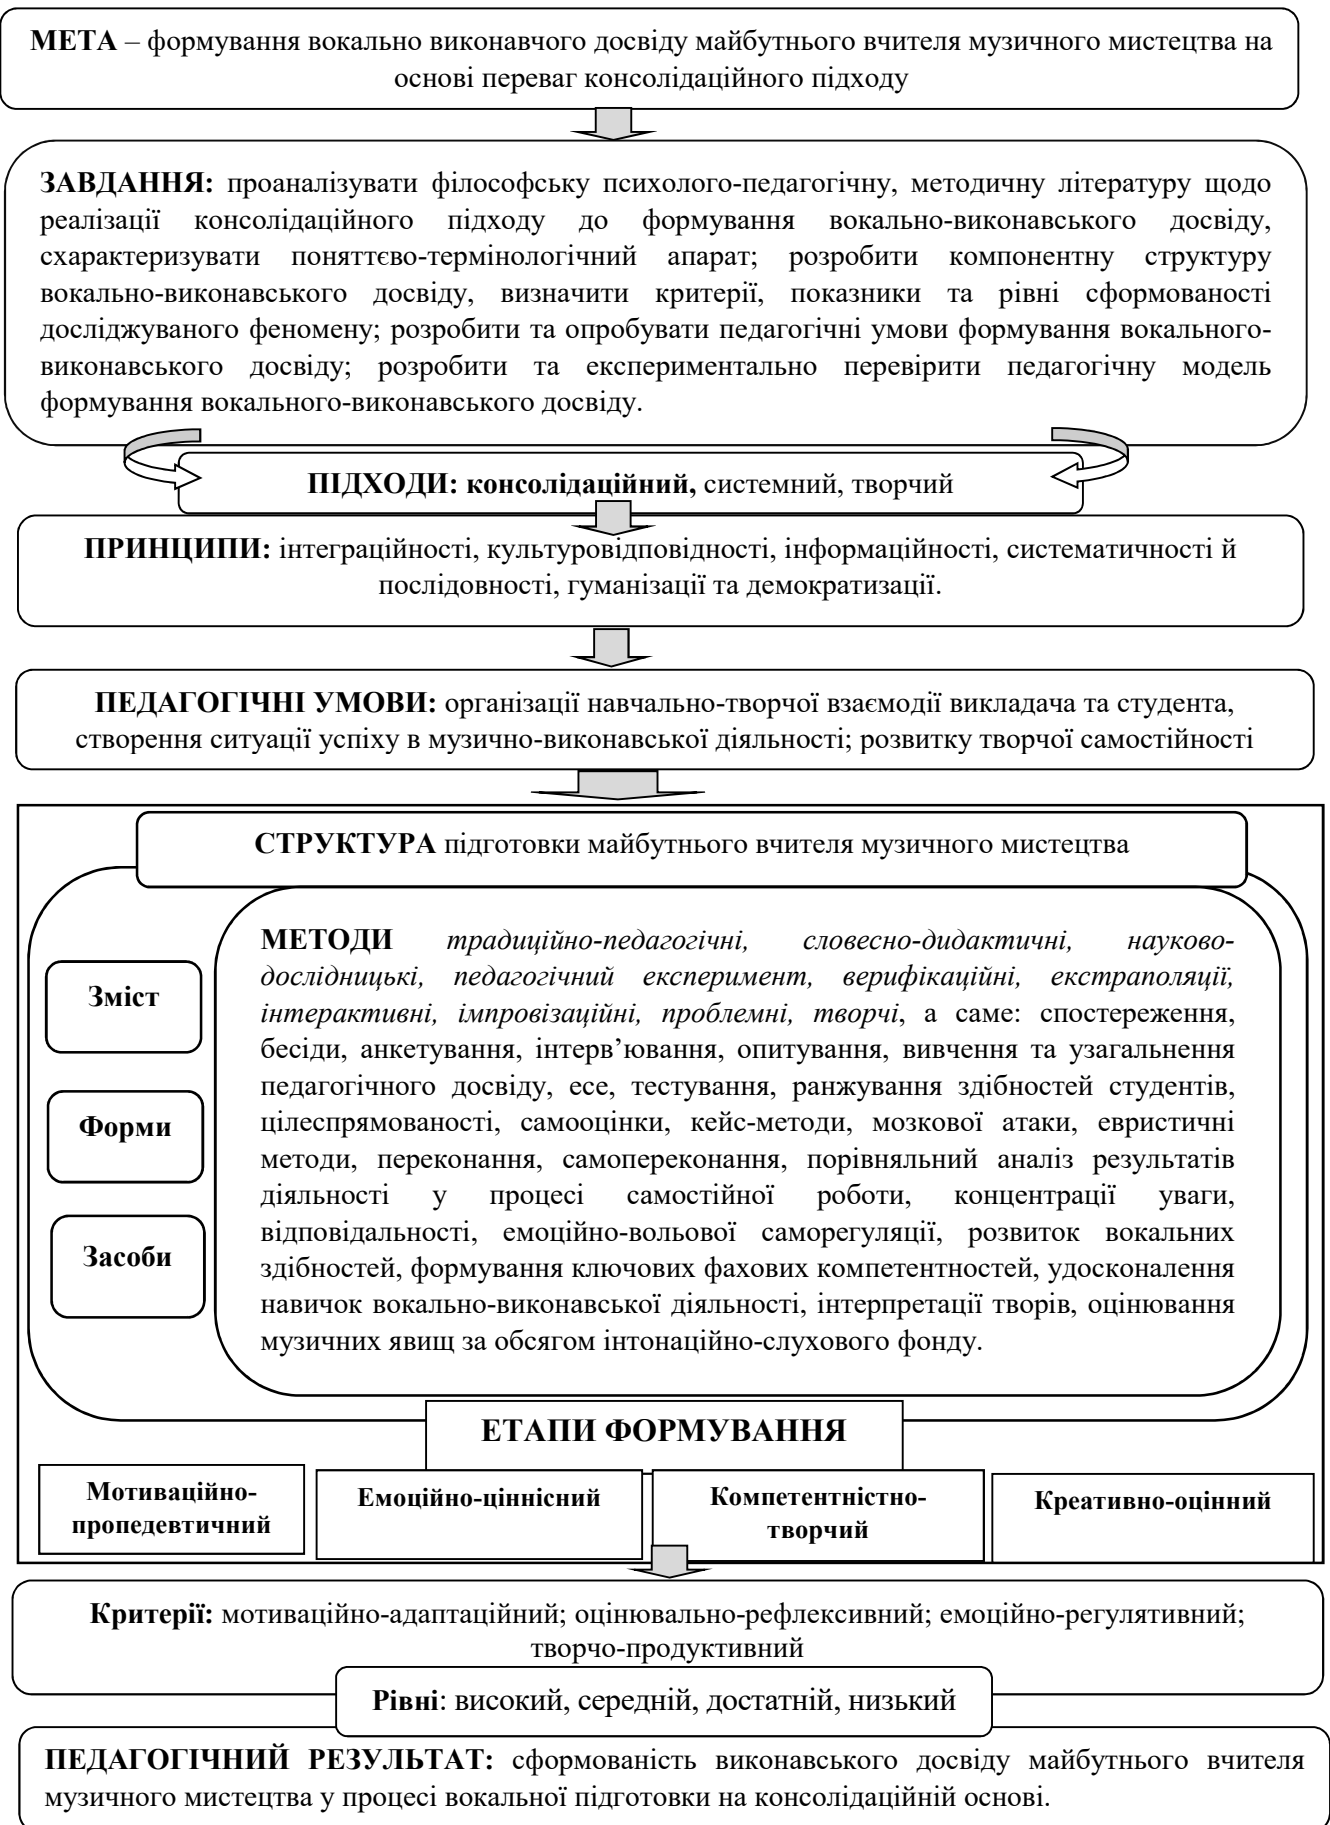 МЕТА – формування вокально виконавчого досвіду майбутнього вчителя музичного мистецтва на
основі переваг консолідаційного підходу
ЗАВДАННЯ: проаналізувати філософську психолого-педагогічну, методичну літературу щодо
реалізації консолідаційного підходу до формування вокально-виконавського досвіду,
схарактеризувати поняттєво-термінологічний апарат; розробити компонентну структуру
вокально-виконавського досвіду, визначити критерії, показники та рівні сформованості
досліджуваного феномену; розробити та опробувати педагогічні умови формування вокального-
виконавського досвіду; розробити та експериментально перевірити педагогічну модель
формування вокального-виконавського досвіду.
ПІДХОДИ: консолідаційний, системний, творчий
ПРИНЦИПИ: інтеграційності, культуровідповідності, інформаційності, систематичності й
послідовності, гуманізації та демократизації.
ПЕДАГОГІЧНІ УМОВИ: організації навчально-творчої взаємодії викладача та студента,
створення ситуації успіху в музично-виконавської діяльності; розвитку творчої самостійності
СТРУКТУРА підготовки майбутнього вчителя музичного мистецтва
Зміст
Форми
Засоби
МЕТОДИ традиційно-педагогічні, словесно-дидактичні, науково-
дослідницькі, педагогічний експеримент, верифікаційні, екстраполяції,
інтерактивні, імпровізаційні, проблемні, творчі, а саме: спостереження,
бесіди, анкетування, інтерв’ювання, опитування, вивчення та узагальнення
педагогічного досвіду, есе, тестування, ранжування здібностей студентів,
цілеспрямованості, самооцінки, кейс-методи, мозкової атаки, евристичні
методи, переконання, самопереконання, порівняльний аналіз результатів
діяльності у процесі самостійної роботи, концентрації уваги,
відповідальності, емоційно-вольової саморегуляції, розвиток вокальних
здібностей, формування ключових фахових компетентностей, удосконалення
навичок вокально-виконавської діяльності, інтерпретації творів, оцінювання
музичних явищ за обсягом інтонаційно-слухового фонду.
ЕТАПИ ФОРМУВАННЯ
Мотиваційно-
пропедевтичний
Емоційно-ціннісний
Компетентністно-
творчий
Креативно-оцінний
Критерії: мотиваційно-адаптаційний; оцінювально-рефлексивний; емоційно-регулятивний;
творчо-продуктивний
Рівні: високий, середній, достатній, низький
ПЕДАГОГІЧНИЙ РЕЗУЛЬТАТ: сформованість виконавського досвіду майбутнього вчителя
музичного мистецтва у процесі вокальної підготовки на консолідаційній основі.